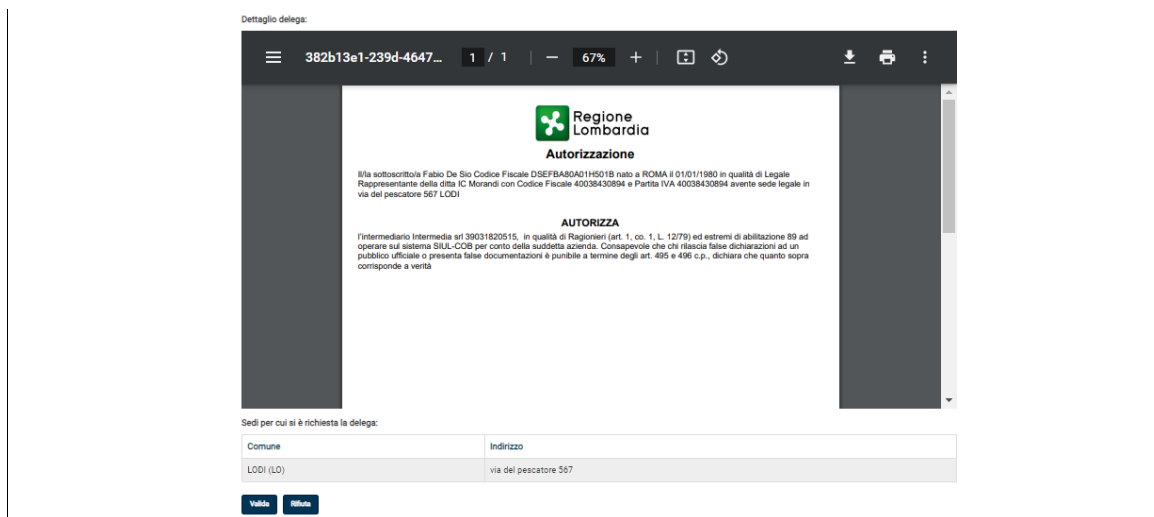 Dettaglio delega:
382b13e1-239d-4647... 1 / 1 | − 67% + |
Regione
Lombardia
Autorizzazione
Il/la sottoscritto/a Fabio De Sio Codice Fiscale DSEFBA80A01H501B nato a ROMA il 01/01/1980 in qualità di Legale
Rappresentante della ditta IC Morandi con Codice Fiscale 40038430894 e Partita IVA 40038430894 avente sede legale in
via del pescatore 567 LODI
AUTORIZZA
l'intermediario Intermedia srl 39031820515, in qualità di Ragionieri (art. 1, co. 1, L. 12/79) ed estremi di abilitazione 89 ad
operare sul sistema SIUL-COB per conto della suddetta azienda. Consapevole che chi rilascia false dichiarazioni ad un
pubblico ufficiale o presenta false documentazioni è punibile a termine degli art. 495 e 496 c.p., dichiara che quanto sopra
corrisponde a verità
Sedi per cui si è richiesta la delega:
Comune Indirizzo
LODI (LO) via del pescatore 567
Valida Rifiuta